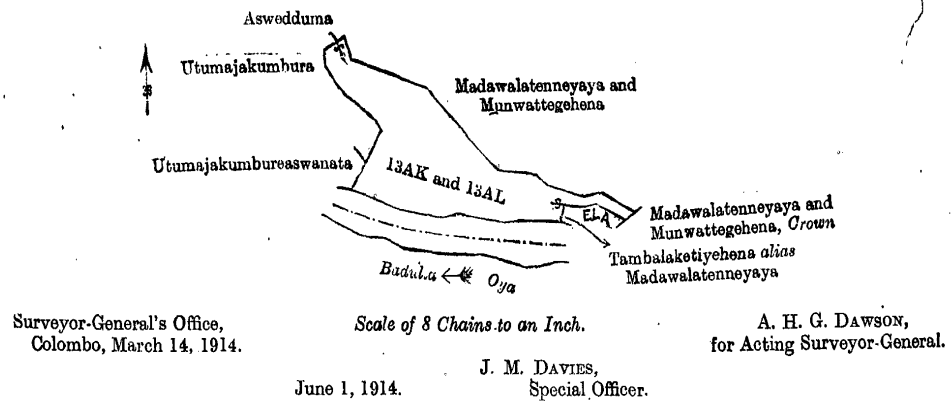 Aswedduma
Utumajakumbura
Madawalatenneyaya and
Munwattegehena
Utumajakumbureaswanata
13AK and 13AL
ELA
Madawalatenneyaya and
Munwattegehena, Crown
Tambalaketiyehena alias
Madawalatenneyaya
Badulla Oya
Surveyor-General's Office,
Colombo, March 14, 1914.
Scale of 8 Chains to an Inch.
A. H. G. DAWSON,
for Acting Surveyor-General.
J. M. DAVIES,
June 1, 1914. Special Officer.